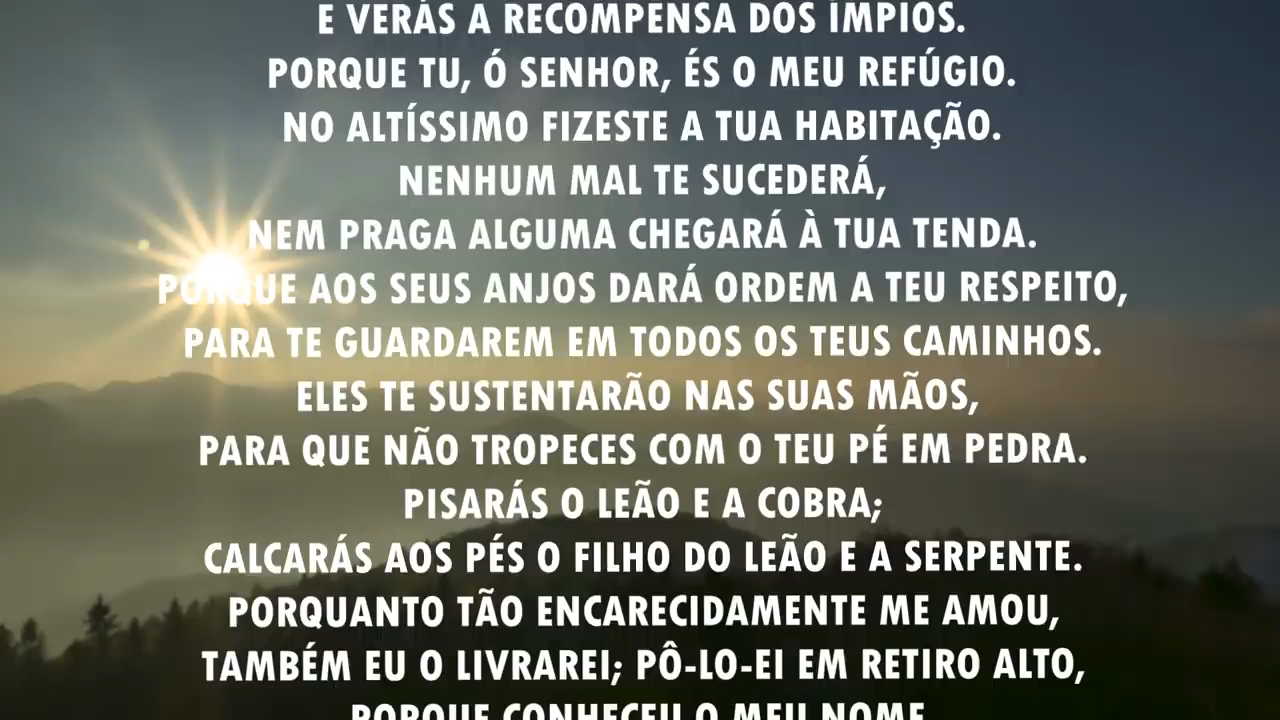 E VERÁS A RECOMPENSA DOS ÍMPIOS.
PORQUE TU, Ó SENHOR, ÉS O MEU REFÚGIO.
NO ALTÍSSIMO FIZESTE A TUA HABITAÇÃO.
NENHUM MAL TE SUCEDERÁ,
NEM PRAGA ALGUMA CHEGARÁ À TUA TENDA.
PORQUE AOS SEUS ANJOS DARÁ ORDEM A TEU RESPEITO,
PARA TE GUARDAREM EM TODOS OS TEUS CAMINHOS.
ELES TE SUSTENTARÃO NAS SUAS MÃOS,
PARA QUE NÃO TROPECES COM O TEU PÉ EM PEDRA.
PISARÁS O LEÃO E A COBRA;
CALCARÁS AOS PÉS O FILHO DO LEÃO E A SERPENTE.
PORQUANTO TÃO ENCARECIDAMENTE ME AMOU,
TAMBÉM EU O LIVRAREI; PÔ-LO-EI EM RETIRO ALTO,
PORQUE CONHECEU O MEU NOME